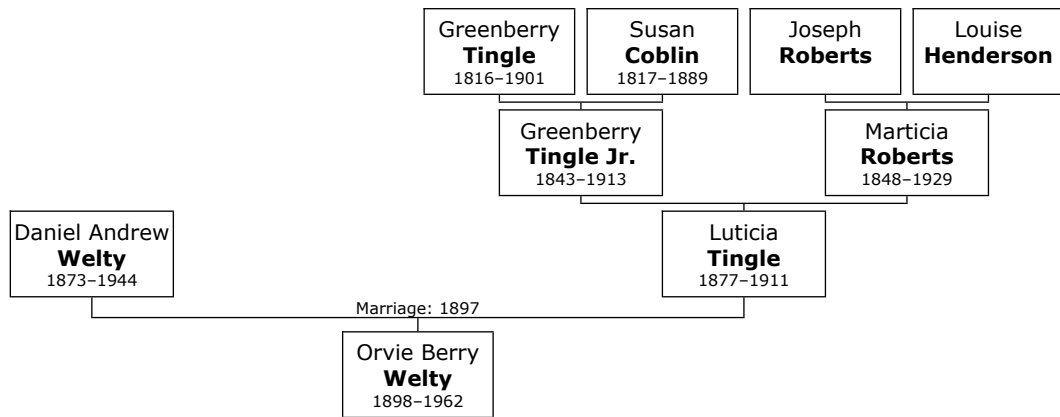 Greenberry
Tingle
1816–1901
Susan
Coblin
1817–1889
Joseph
Roberts
Louise
Henderson
Greenberry
Tingle Jr.
1843–1913
Marticia
Roberts
1848–1929
Daniel Andrew
Welty
1873–1944
Luticia
Tingle
1877–1911
Marriage: 1897
Orvie Berry
Welty
1898–1962